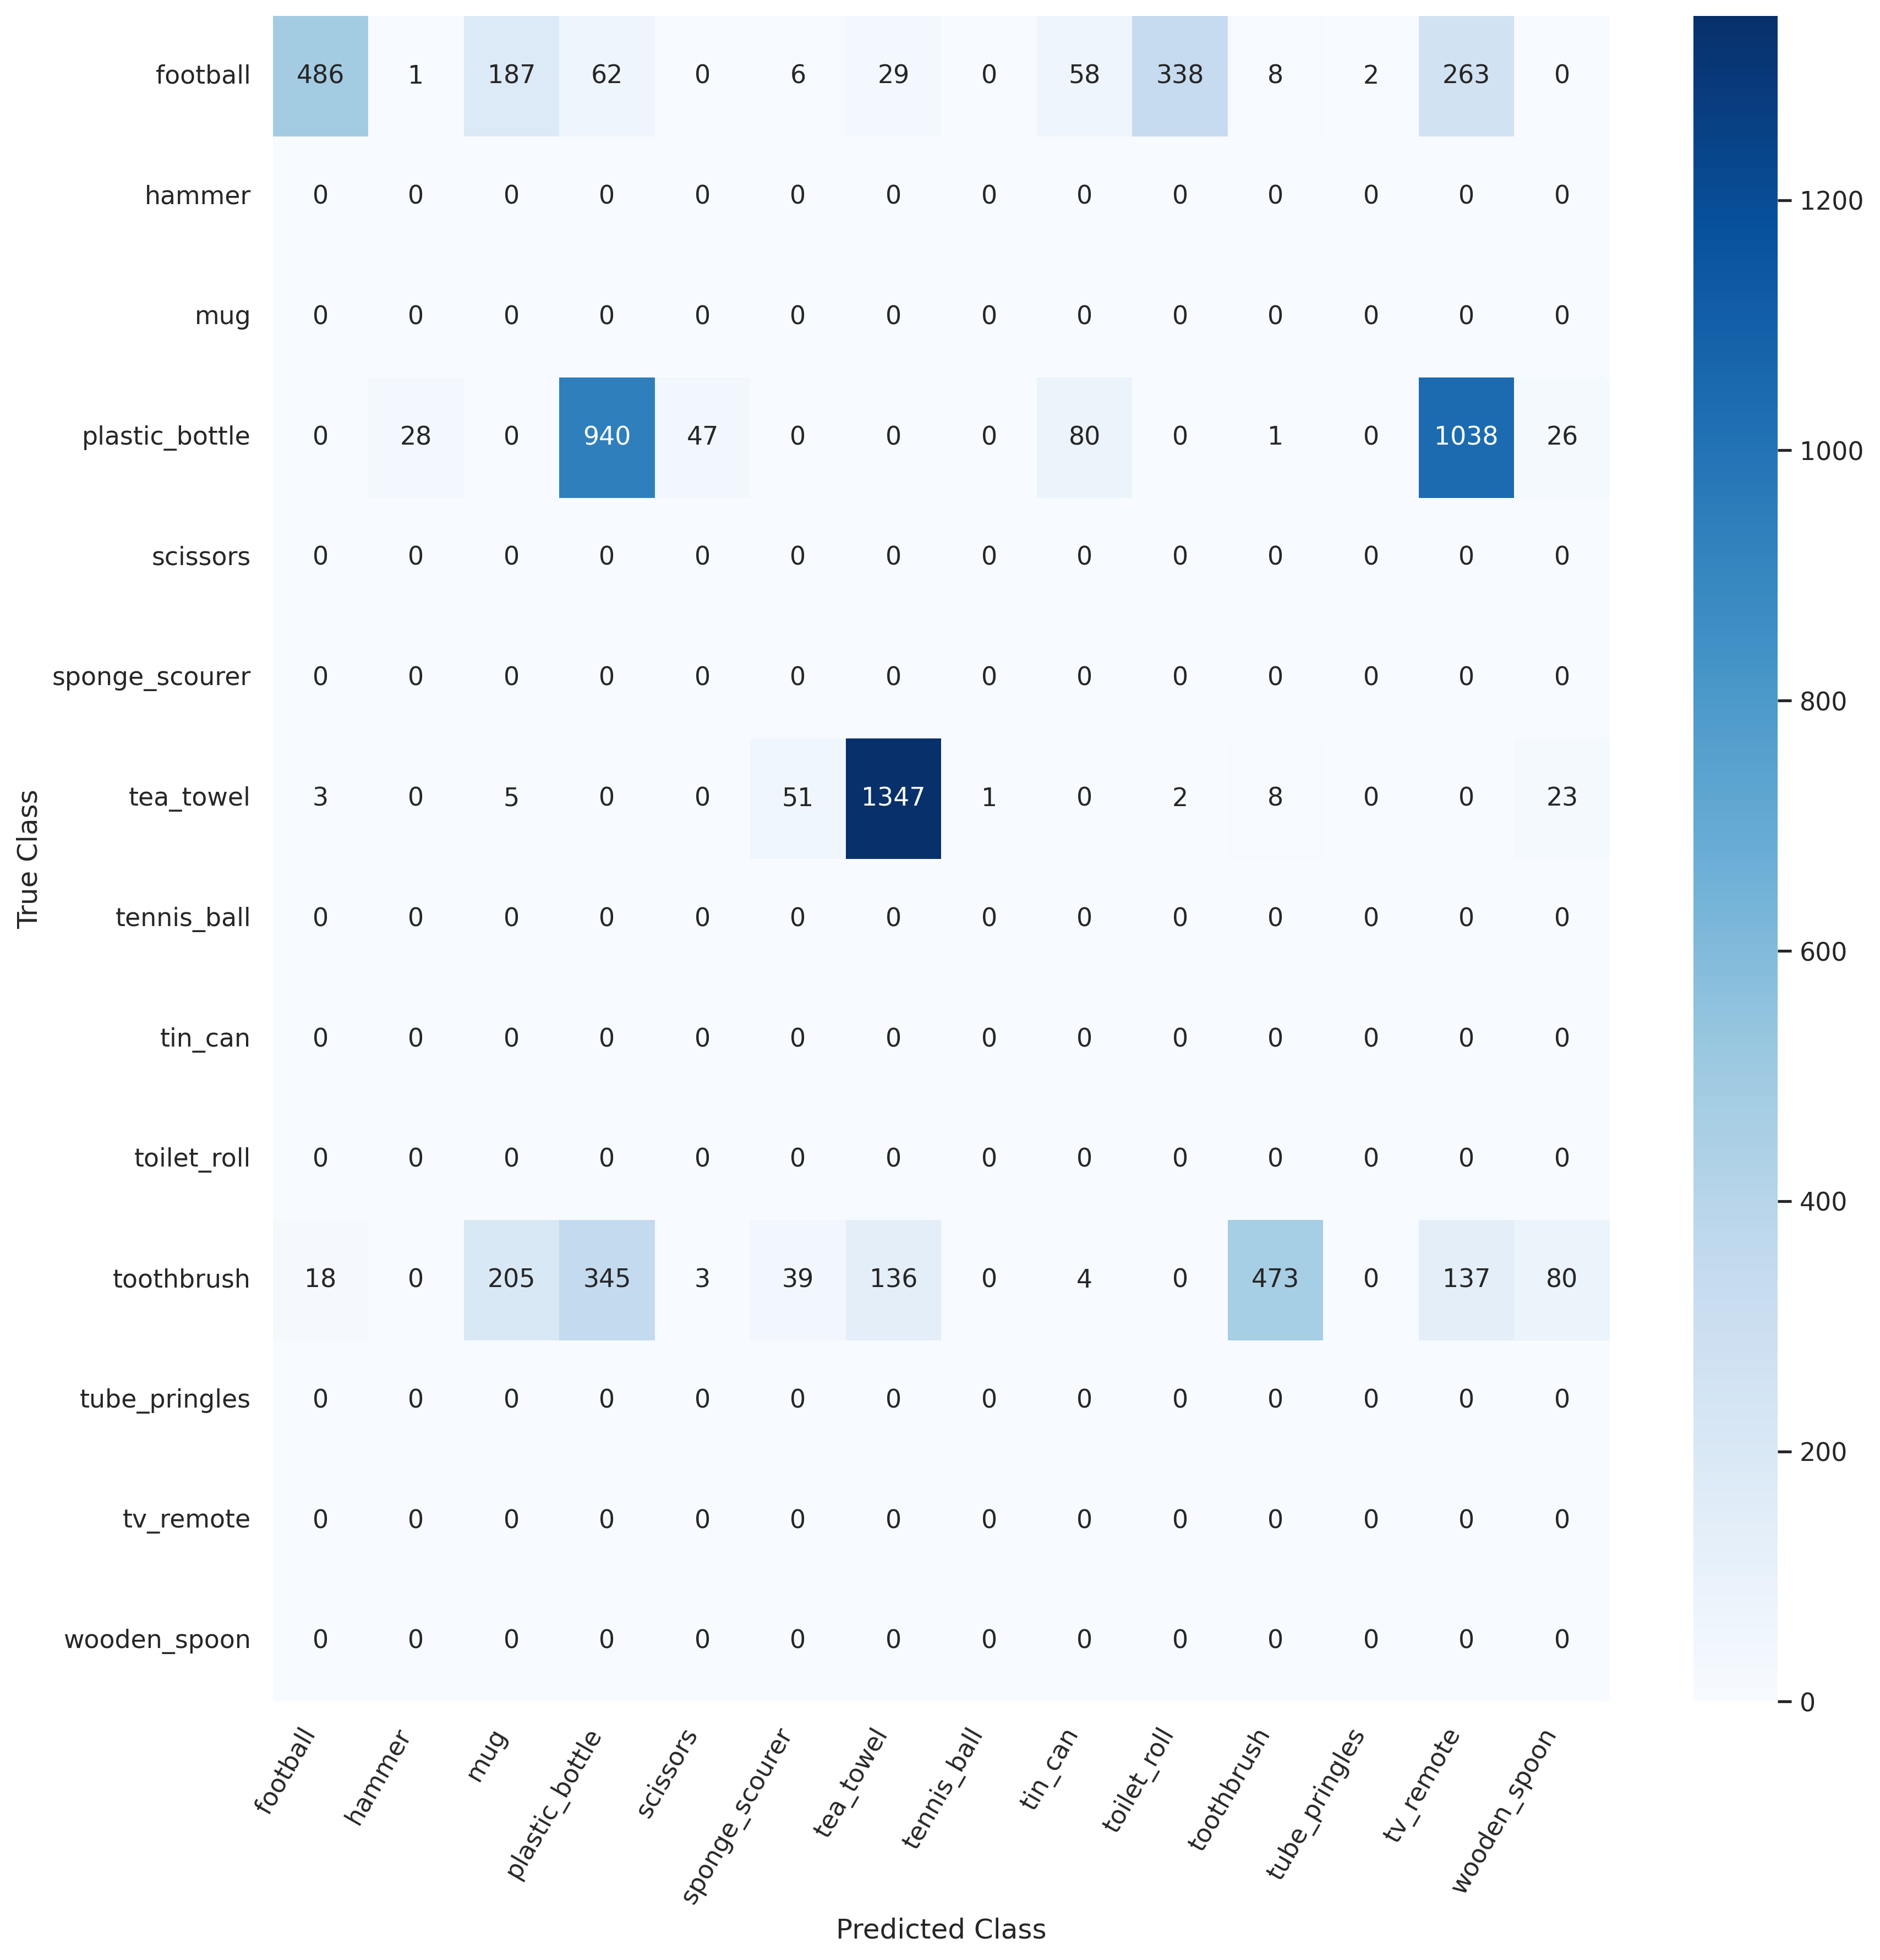 football 486 1 187 62 0 6 29 0 58 338 8 2 263 0
hammer 0 0 0 0 0 0 0 0 0 0 0 0 0 0
mug 0 0 0 0 0 0 0 0 0 0 0 0 0 0
plastic_bottle 0 28 0 940 47 0 0 0 80 0 1 0 1038 26
scissors 0 0 0 0 0 0 0 0 0 0 0 0 0 0
sponge_scourer 0 0 0 0 0 0 0 0 0 0 0 0 0 0
tea_towel 3 0 5 0 0 51 1347 1 0 2 8 0 0 23
tennis_ball 0 0 0 0 0 0 0 0 0 0 0 0 0 0
tin_can 0 0 0 0 0 0 0 0 0 0 0 0 0 0
toilet_roll 0 0 0 0 0 0 0 0 0 0 0 0 0 0
toothbrush 18 0 205 345 3 39 136 0 4 0 473 0 137 80
tube_pringles 0 0 0 0 0 0 0 0 0 0 0 0 0 0
tv_remote 0 0 0 0 0 0 0 0 0 0 0 0 0 0
wooden_spoon 0 0 0 0 0 0 0 0 0 0 0 0 0 0
True Class
football
hammer
mug
plastic_bottle
scissors
sponge_scourer
tea_towel
tennis_ball
tin_can
toilet_roll
toothbrush
tube_pringles
tv_remote
wooden_spoon
Predicted Class
1200
1000
800
600
400
200
0